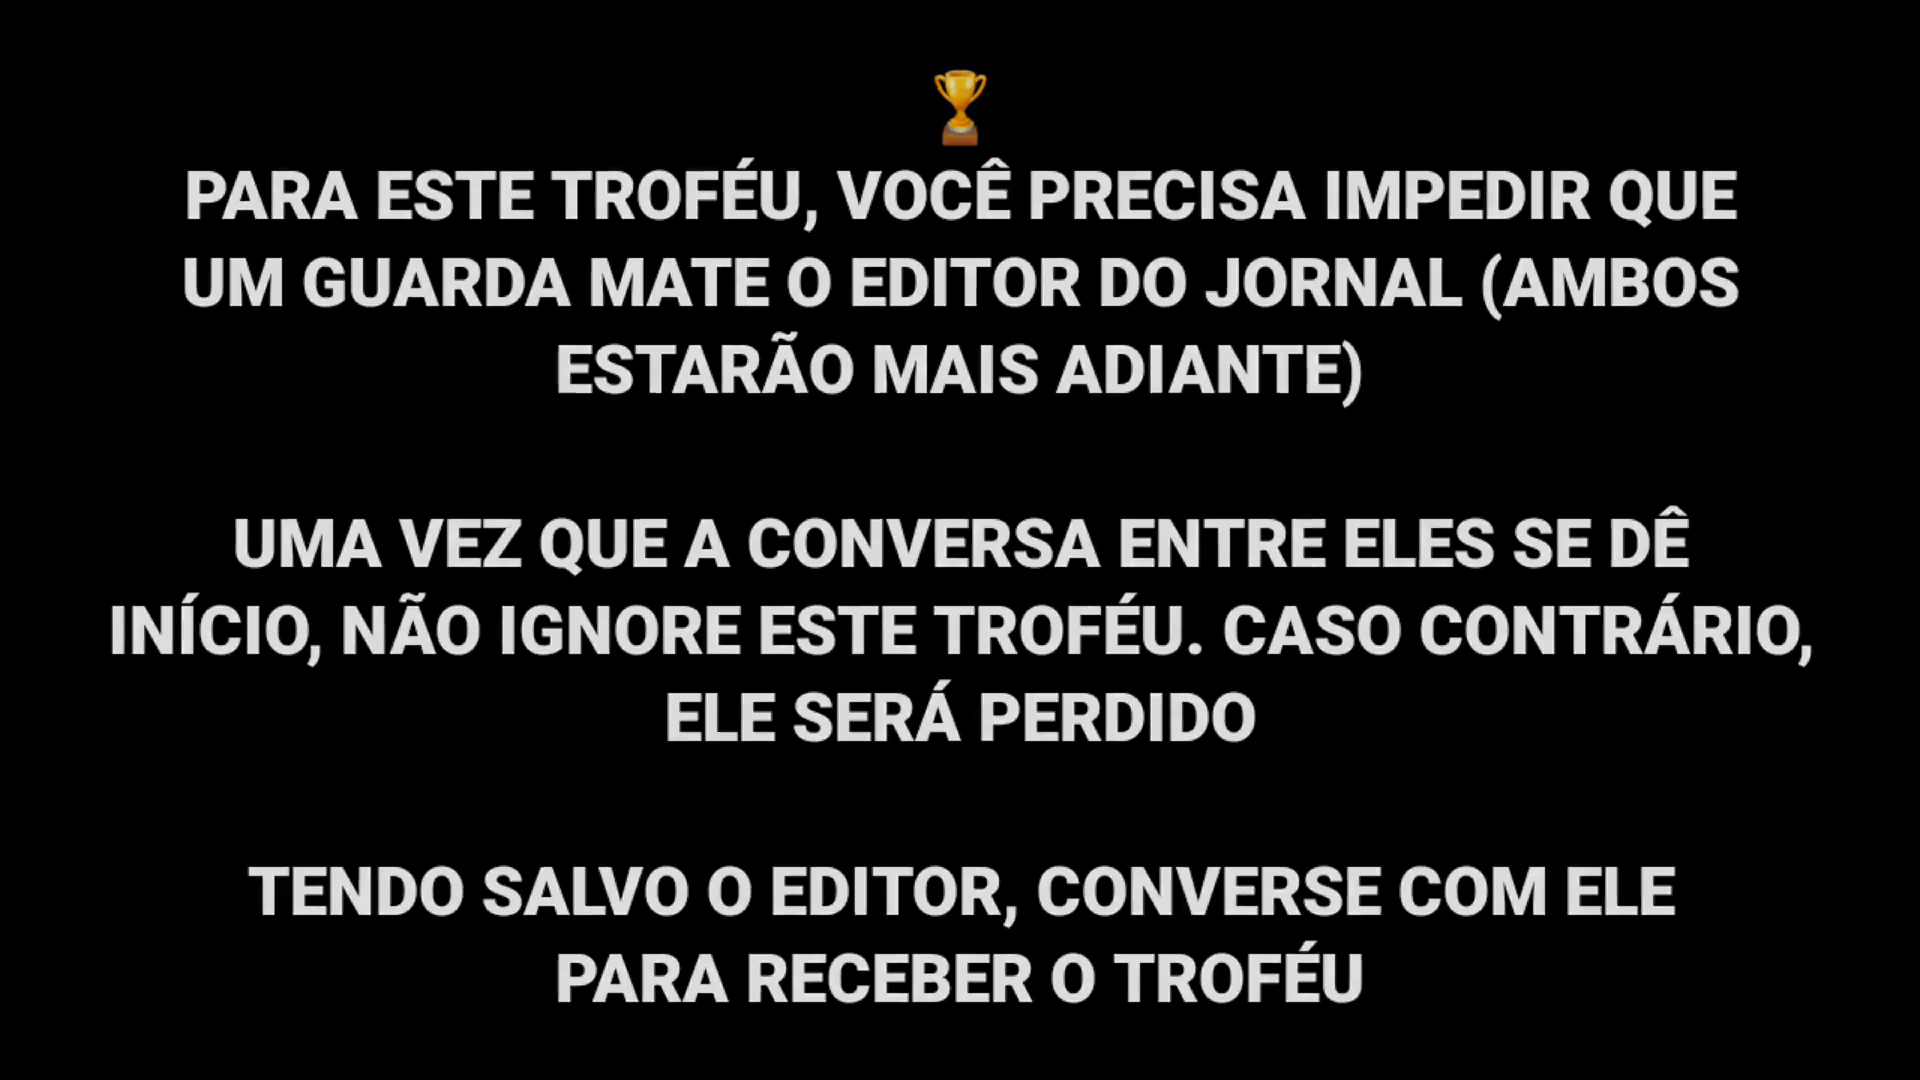 PARA ESTE TROFÉU, VOCÊ PRECISA IMPEDIR QUE
UM GUARDA MATE O EDITOR DO JORNAL (AMBOS
ESTARÃO MAIS ADIANTE)
UMA VEZ QUE A CONVERSA ENTRE ELES SE DÊ
INÍCIO, NÃO IGNORE ESTE TROFÉU. CASO CONTRÁRIO,
ELE SERÁ PERDIDO
TENDO SALVO O EDITOR, CONVERSE COM ELE
PARA RECEBER O TROFÉU